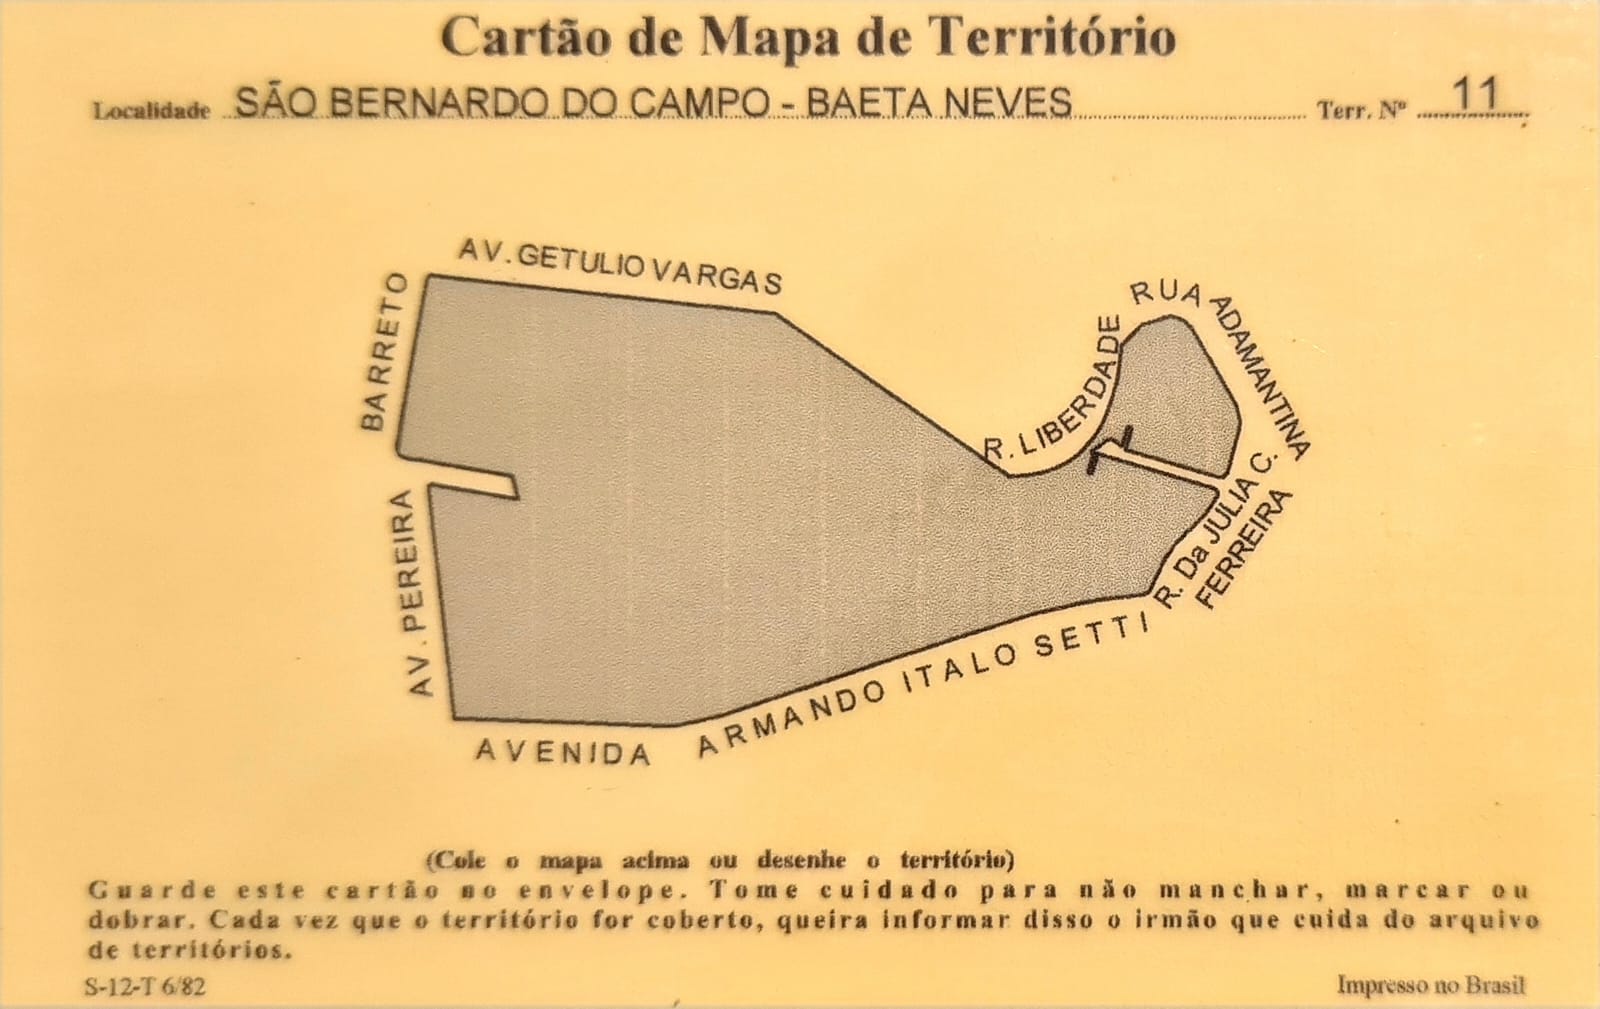 Cartão de Mapa de Território
Localidade SÃO BERNARDO DO CAMPO - BAETA NEVES Terr. Nº 11
AV. GETULIO VARGAS
RUA ADAMANTINA
BARRETO
R. LIBERDADE
AV. PEREIRA
R. Da JULIA C.
FERREIRA
AVENIDA ARMANDO ITALO SETTI
(Cole o mapa acima ou desenhe o território)
Guarde este cartão no envelope. Tome cuidado para não manchar, marcar ou
dobrar. Cada vez que o território for coberto, queira informar disso o irmão que cuida do arquivo
de territórios.
S-12-T 6/82 Impresso no Brasil